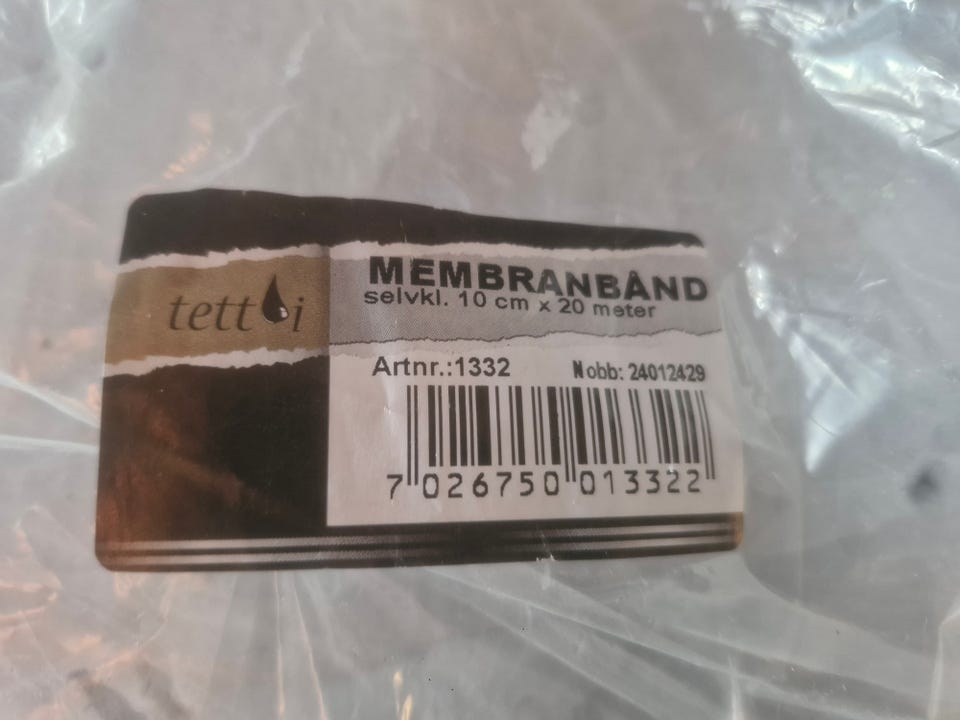 tett i
MEMBRANBÅND
selvkl. 10 cm x 20 meter
Artnr.:1332 Nobb: 24012429
7 026750 013322